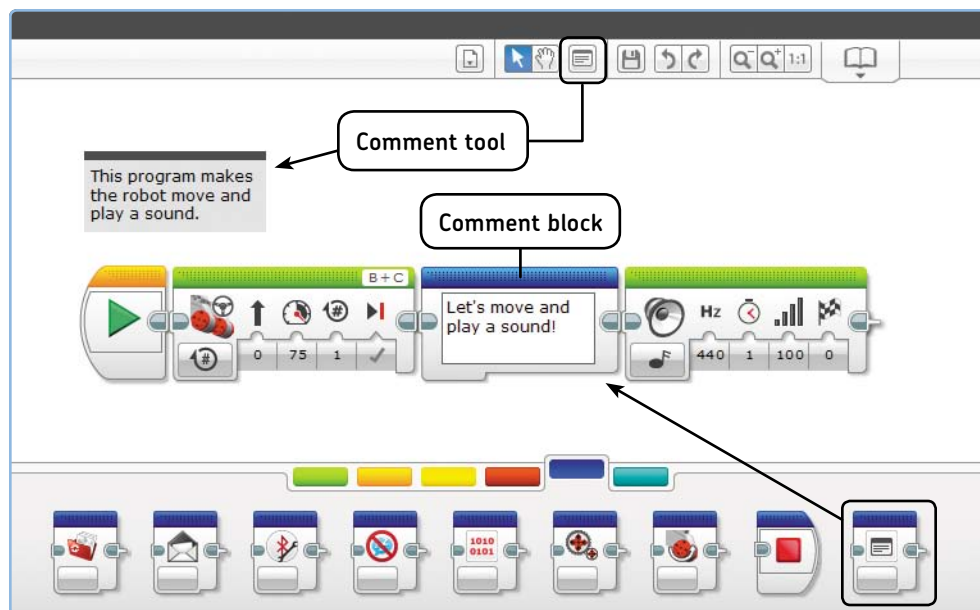 1:1
Comment tool
This program makes
the robot move and
play a sound.
Comment block
B + C
Let's move and
play a sound!
Hz
#
# 0 75 1
440 1 100 0
1010
0101